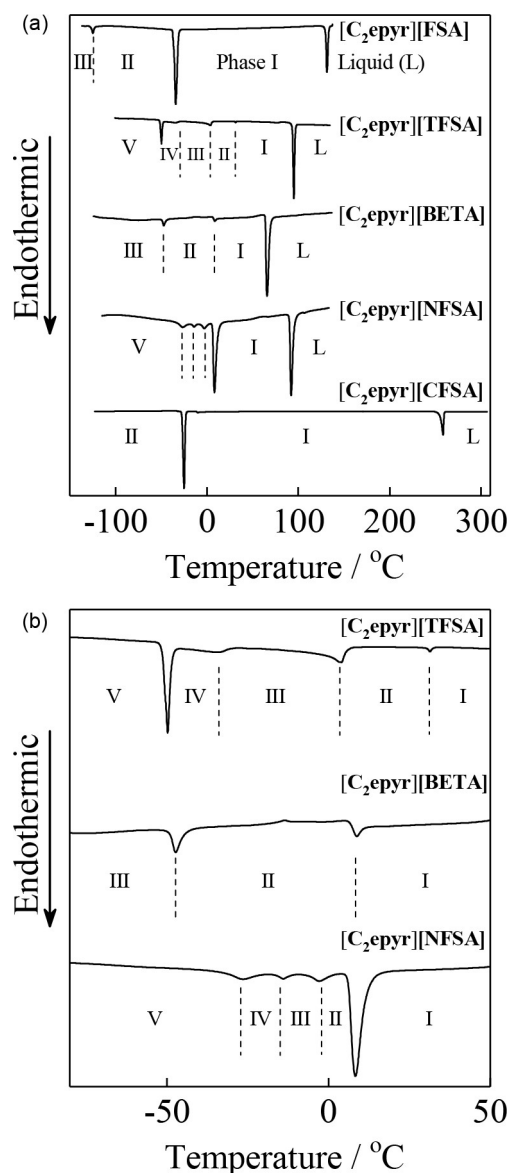 (a)
[C₂epyr][FSA]
III II Phase I Liquid (L)
[C₂epyr][TFSA]
V IV III II I L
[C₂epyr][BETA]
III II I L
[C₂epyr][NFSA]
V I L
[C₂epyr][CFSA]
II I L
Endothermic
-100 0 100 200 300
Temperature / °C
(b)
[C₂epyr][TFSA]
V IV III II I
[C₂epyr][BETA]
III II I
[C₂epyr][NFSA]
V IV III II I
Endothermic
-50 0 50
Temperature / °C